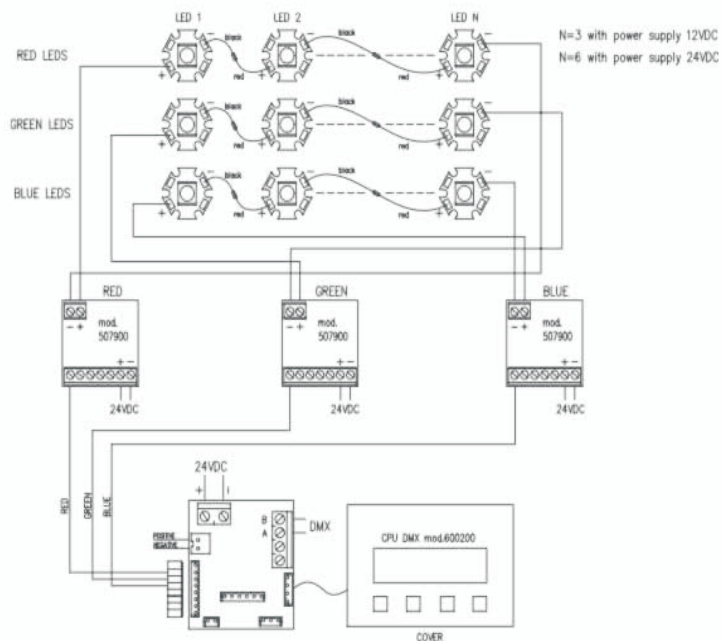 LED 1 LED 2 LED N
N=3 with power supply 12VDC
N=6 with power supply 24VDC
RED LEDS
- black - black -
+ red + red +
GREEN LEDS
- black - black -
+ red + red +
BLUE LEDS
- black - black -
+ red + red +
RED GREEN BLUE
- + - + - +
mod. 507900
mod. 507900
mod. 507900
+ - + - + -
24VDC 24VDC 24VDC
RED
GREEN
BLUE
24VDC
+ -
B
A
DMX
POSITIVE
NEGATIVE
CPU DMX mod.600200
COVER